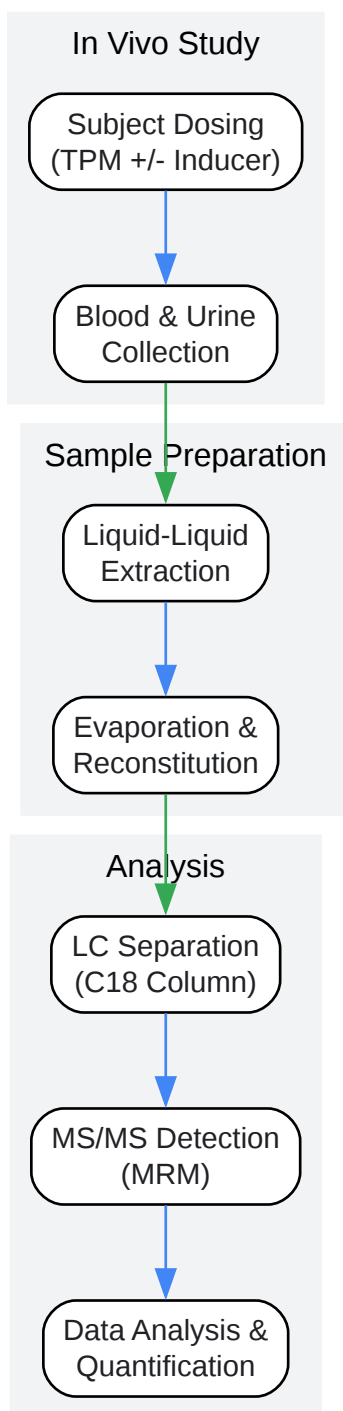 In Vivo Study
Subject Dosing
(TPM +/- Inducer)
Blood & Urine
Collection
Sample Preparation
Liquid-Liquid
Extraction
Evaporation &
Reconstitution
Analysis
LC Separation
(C18 Column)
MS/MS Detection
(MRM)
Data Analysis &
Quantification